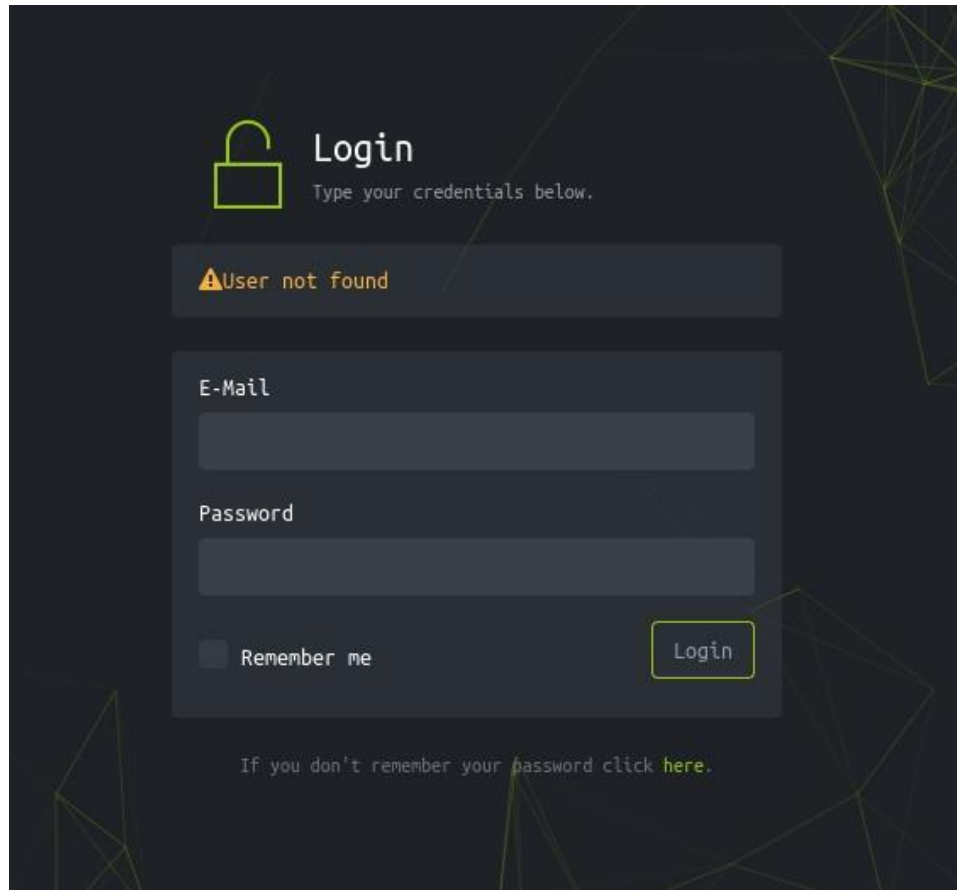 Login
Type your credentials below.
User not found
E-Mail
Password
Remember me
Login
If you don't remember your password click here.